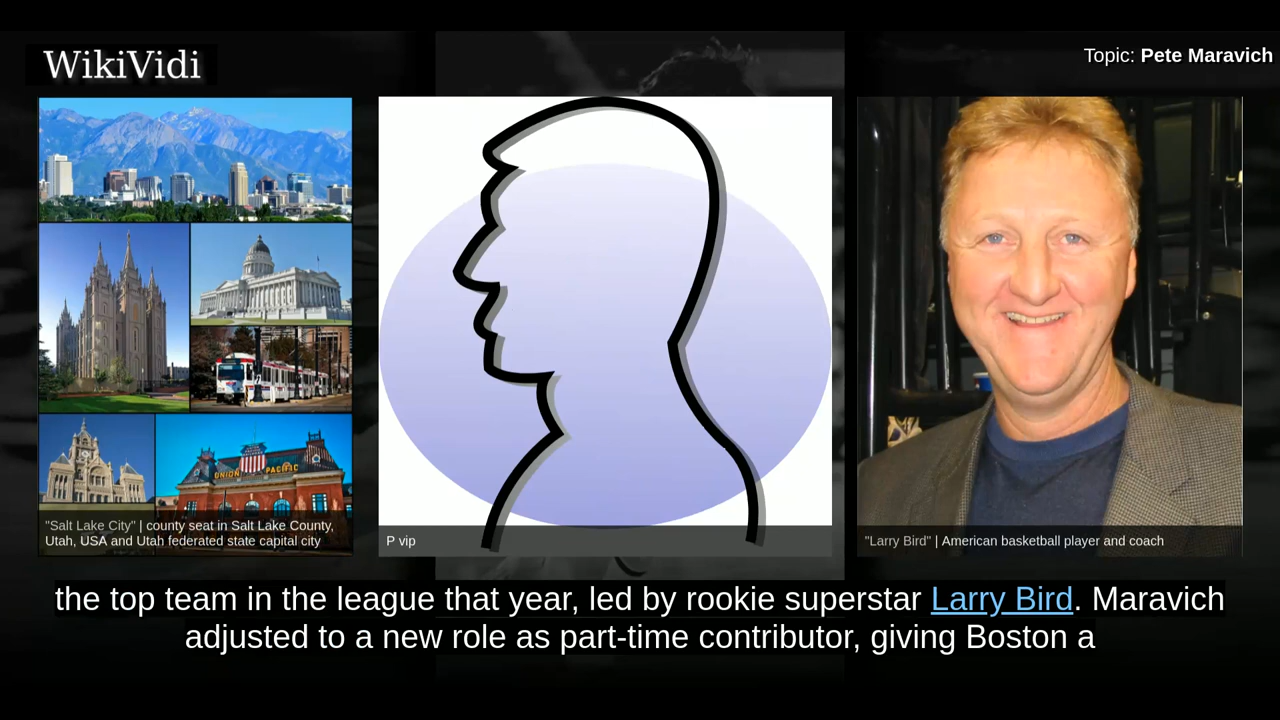 WikiVidi
Topic: Pete Maravich
UNION PACIFIC
"Salt Lake City" | county seat in Salt Lake County,
Utah, USA and Utah federated state capital city
P vip
"Larry Bird" | American basketball player and coach
the top team in the league that year, led by rookie superstar Larry Bird. Maravich
adjusted to a new role as part-time contributor, giving Boston a